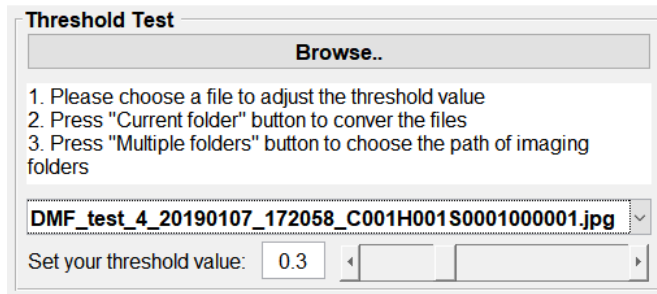 Threshold Test
Browse..
1. Please choose a file to adjust the threshold value
2. Press "Current folder" button to conver the files
3. Press "Multiple folders" button to choose the path of imaging
folders
DMF_test_4_20190107_172058_C001H001S0001000001.jpg
Set your threshold value: 0.3